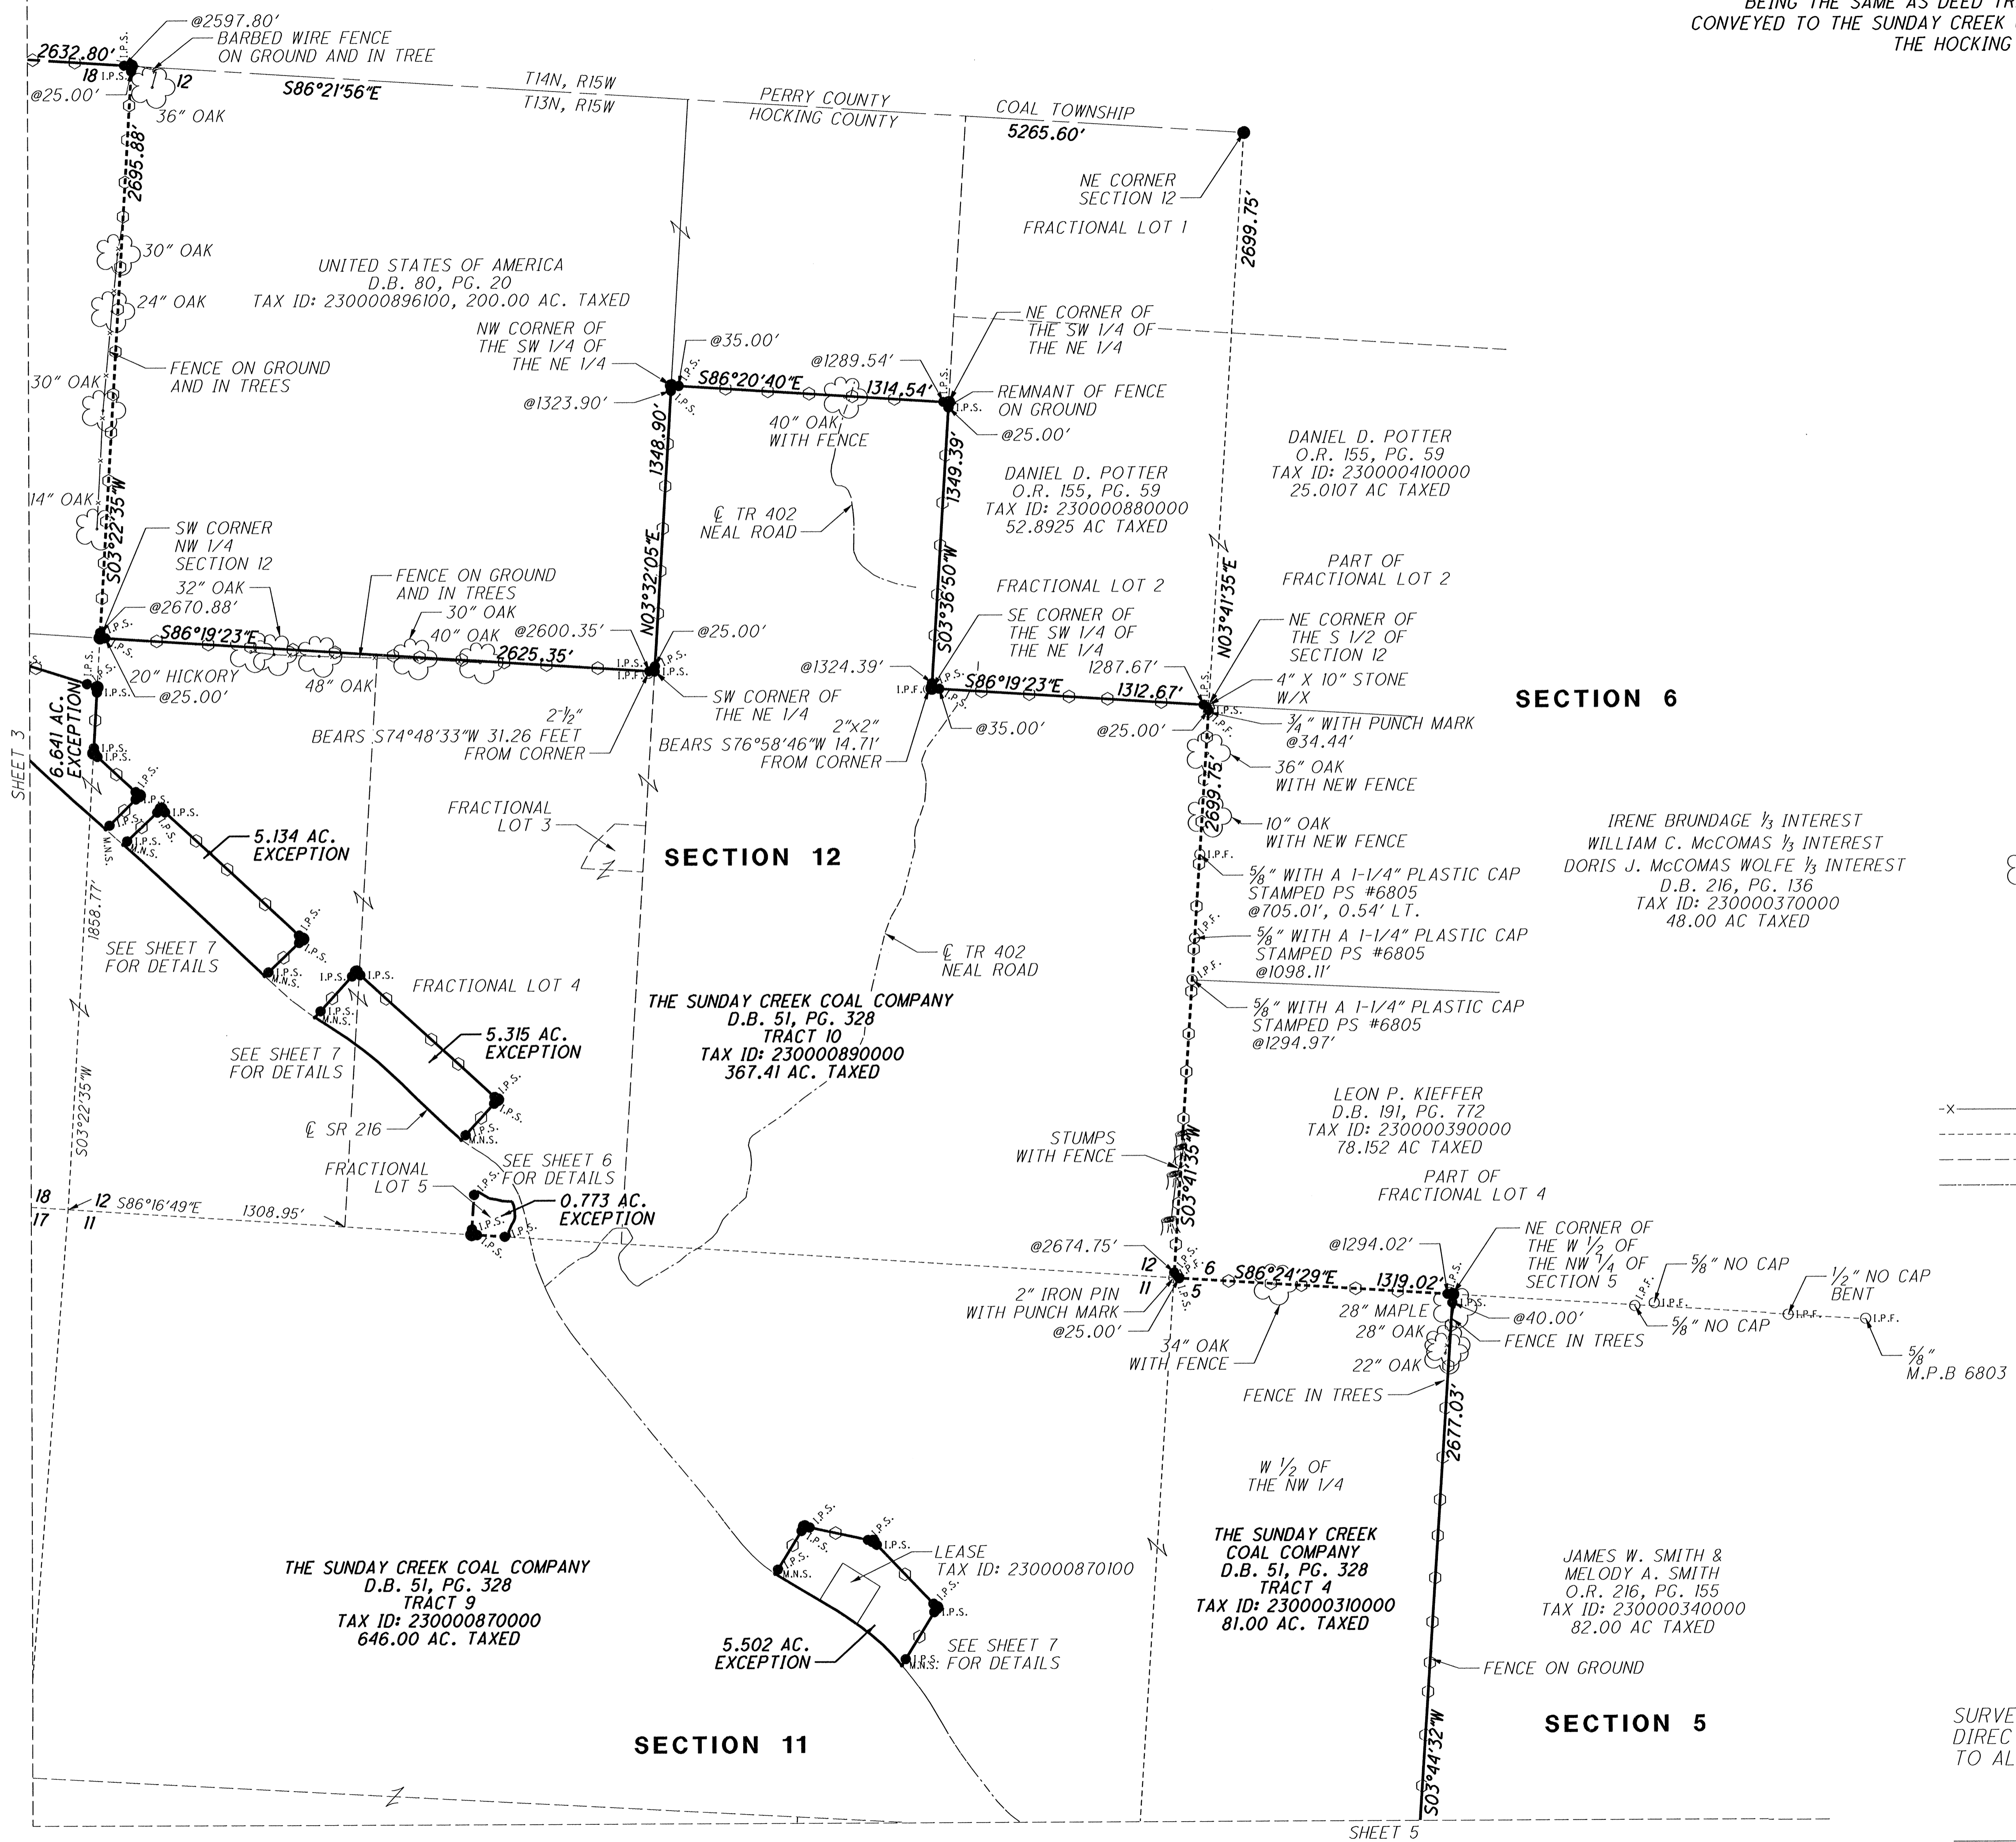 BEING THE SAME AS DEED TR
CONVEYED TO THE SUNDAY CREEK
THE HOCKING
@2597.80'
BARBED WIRE FENCE
ON GROUND AND IN TREE
2632.80'
I.P.S.
18 I.P.S.
12
@25.00'
36" OAK
S86°21'56"E
T14N, R15W
T13N, R15W
PERRY COUNTY
HOCKING COUNTY
COAL TOWNSHIP
5265.60'
NE CORNER
SECTION 12
FRACTIONAL LOT 1
2699.75'
2695.88'
30" OAK
24" OAK
UNITED STATES OF AMERICA
D.B. 80, PG. 20
TAX ID: 230000896100, 200.00 AC. TAXED
NW CORNER OF
THE SW 1/4 OF
THE NE 1/4
@35.00'
I.P.S.
I.P.S.
@1323.90'
@1289.54'
NE CORNER OF
THE SW 1/4 OF
THE NE 1/4
FENCE ON GROUND
AND IN TREES
30" OAK
S86°20'40"E
1314.54'
I.P.S.
I.P.S.
REMNANT OF FENCE
ON GROUND
@25.00'
40" OAK
WITH FENCE
1348.90'
1349.39'
DANIEL D. POTTER
O.R. 155, PG. 59
TAX ID: 230000410000
25.0107 AC TAXED
DANIEL D. POTTER
O.R. 155, PG. 59
TAX ID: 230000880000
52.8925 AC TAXED
14" OAK
S03°22'35"W
SW CORNER
NW 1/4
SECTION 12
32" OAK
@2670.88'
℄ TR 402
NEAL ROAD
N03°32'05"E
S03°36'50"W
N03°41'35"E
PART OF
FRACTIONAL LOT 2
FRACTIONAL LOT 2
FENCE ON GROUND
AND IN TREES
30" OAK
40" OAK
@2600.35'
@25.00'
SE CORNER OF
THE SW 1/4 OF
THE NE 1/4
NE CORNER OF
THE S 1/2 OF
SECTION 12
I.P.S.
S86°19'23"E
2625.35'
I.P.S.
I.P.F.
I.P.S.
I.P.S.
@1324.39'
1287.67'
4" X 10" STONE
W/X
SECTION 6
20" HICKORY
@25.00'
48" OAK
SW CORNER OF
THE NE 1/4
I.P.F.
I.P.S.
I.P.S.
S86°19'23"E
1312.67'
I.P.S.
I.P.S.
I.P.F.
3/4" WITH PUNCH MARK
@34.44'
2-1/2"
BEARS S74°48'33"W 31.26 FEET
FROM CORNER
2"x2"
BEARS S76°58'46"W 14.71'
FROM CORNER
@35.00'
@25.00'
36" OAK
WITH NEW FENCE
SHEET 3
6.641 AC.
EXCEPTION
I.P.S.
I.P.S.
I.P.S.
I.P.S.
I.P.S.
I.P.S.
M.N.S.
I.P.S.
I.P.S.
M.N.S.
5.134 AC.
EXCEPTION
FRACTIONAL
LOT 3
SECTION 12
2699.75'
10" OAK
WITH NEW FENCE
I.P.F.
5/8" WITH A 1-1/4" PLASTIC CAP
STAMPED PS #6805
@705.01', 0.54' LT.
IRENE BRUNDAGE 1/3 INTEREST
WILLIAM C. McCOMAS 1/3 INTEREST
DORIS J. McCOMAS WOLFE 1/3 INTEREST
D.B. 216, PG. 136
TAX ID: 230000370000
48.00 AC TAXED
1858.77'
SEE SHEET 7
FOR DETAILS
I.P.S.
I.P.S.
I.P.S.
M.N.S.
I.P.F.
5/8" WITH A 1-1/4" PLASTIC CAP
STAMPED PS #6805
@1098.11'
I.P.F.
5/8" WITH A 1-1/4" PLASTIC CAP
STAMPED PS #6805
@1294.97'
℄ TR 402
NEAL ROAD
I.P.S.
I.P.S.
I.P.S.
M.N.S.
FRACTIONAL LOT 4
THE SUNDAY CREEK COAL COMPANY
D.B. 51, PG. 328
TRACT 10
TAX ID: 230000890000
367.41 AC. TAXED
5.315 AC.
EXCEPTION
SEE SHEET 7
FOR DETAILS
S03°22'35"W
I.P.S.
I.P.S.
I.P.S.
M.N.S.
℄ SR 216
LEON P. KIEFFER
D.B. 191, PG. 772
TAX ID: 230000390000
78.152 AC TAXED
STUMPS
WITH FENCE
S03°41'35"W
PART OF
FRACTIONAL LOT 4
SEE SHEET 6
FOR DETAILS
FRACTIONAL
LOT 5
I.P.S.
0.773 AC.
EXCEPTION
I.P.S.
I.P.S.
I.P.S.
18
17
12
11
S86°16'49"E
1308.95'
@2674.75'
12
11
6
5
I.P.S.
I.P.S.
S86°24'29"E
1319.02'
@1294.02'
I.P.S.
I.P.S.
NE CORNER OF
THE W 1/2 OF
THE NW 1/4 OF
SECTION 5
5/8" NO CAP
I.P.F.
5/8" NO CAP
1/2" NO CAP
BENT
I.P.F.
I.P.F.
5/8"
M.P.B 6803
2" IRON PIN
WITH PUNCH MARK
@25.00'
28" MAPLE
@40.00'
28" OAK
FENCE IN TREES
34" OAK
WITH FENCE
22" OAK
FENCE IN TREES
2677.03'
W 1/2 OF
THE NW 1/4
I.P.S.
I.P.S.
I.P.S.
I.P.S.
I.P.S.
M.N.S.
LEASE
TAX ID: 230000870100
THE SUNDAY CREEK COAL COMPANY
D.B. 51, PG. 328
TRACT 9
TAX ID: 230000870000
646.00 AC. TAXED
THE SUNDAY CREEK
COAL COMPANY
D.B. 51, PG. 328
TRACT 4
TAX ID: 230000310000
81.00 AC. TAXED
JAMES W. SMITH &
MELODY A. SMITH
O.R. 216, PG. 155
TAX ID: 230000340000
82.00 AC TAXED
I.P.S.
I.P.S.
5.502 AC.
EXCEPTION
I.P.S.
M.N.S.
SEE SHEET 7
FOR DETAILS
FENCE ON GROUND
S03°44'32"W
SECTION 11
SECTION 5
SURVE
DIREC
TO AL
SHEET 5